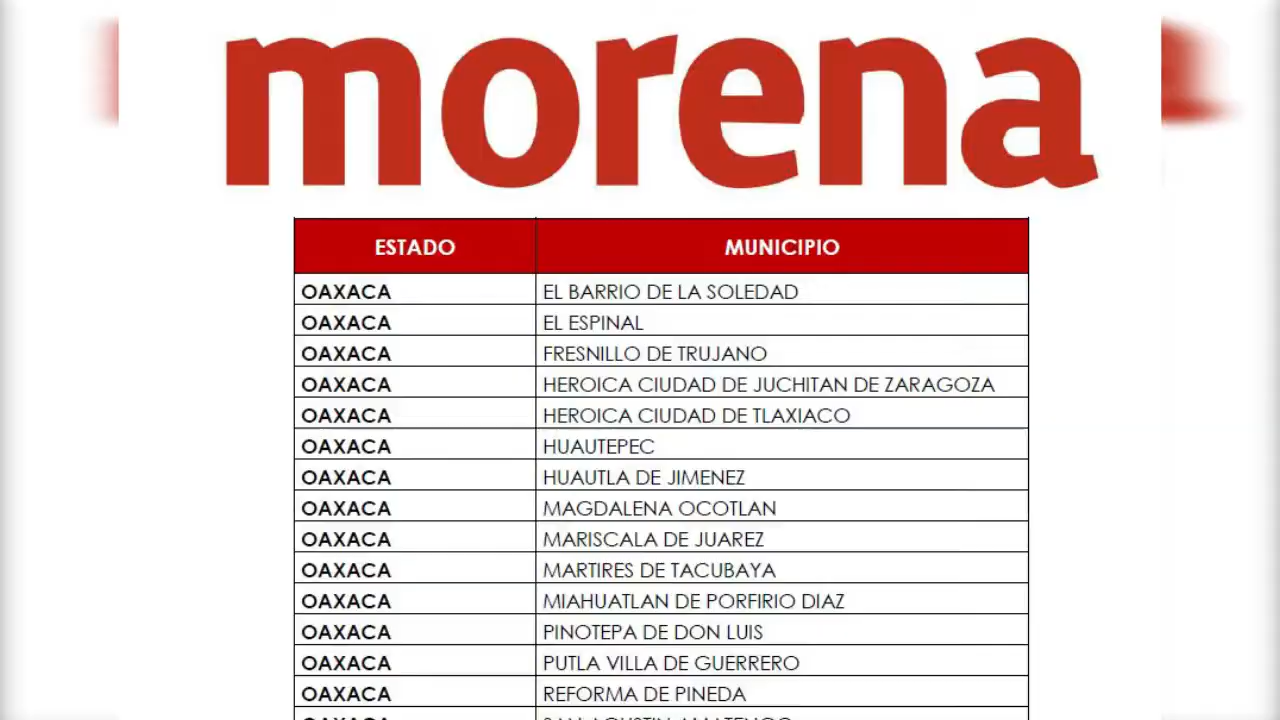 morena
ESTADO MUNICIPIO
OAXACA EL BARRIO DE LA SOLEDAD
OAXACA EL ESPINAL
OAXACA FRESNILLO DE TRUJANO
OAXACA HEROICA CIUDAD DE JUCHITAN DE ZARAGOZA
OAXACA HEROICA CIUDAD DE TLAXIACO
OAXACA HUAUTEPEC
OAXACA HUAUTLA DE JIMENEZ
OAXACA MAGDALENA OCOTLAN
OAXACA MARISCALA DE JUAREZ
OAXACA MARTIRES DE TACUBAYA
OAXACA MIAHUATLAN DE PORFIRIO DIAZ
OAXACA PINOTEPA DE DON LUIS
OAXACA PUTLA VILLA DE GUERRERO
OAXACA REFORMA DE PINEDA
OAXACA SAN AGUSTIN